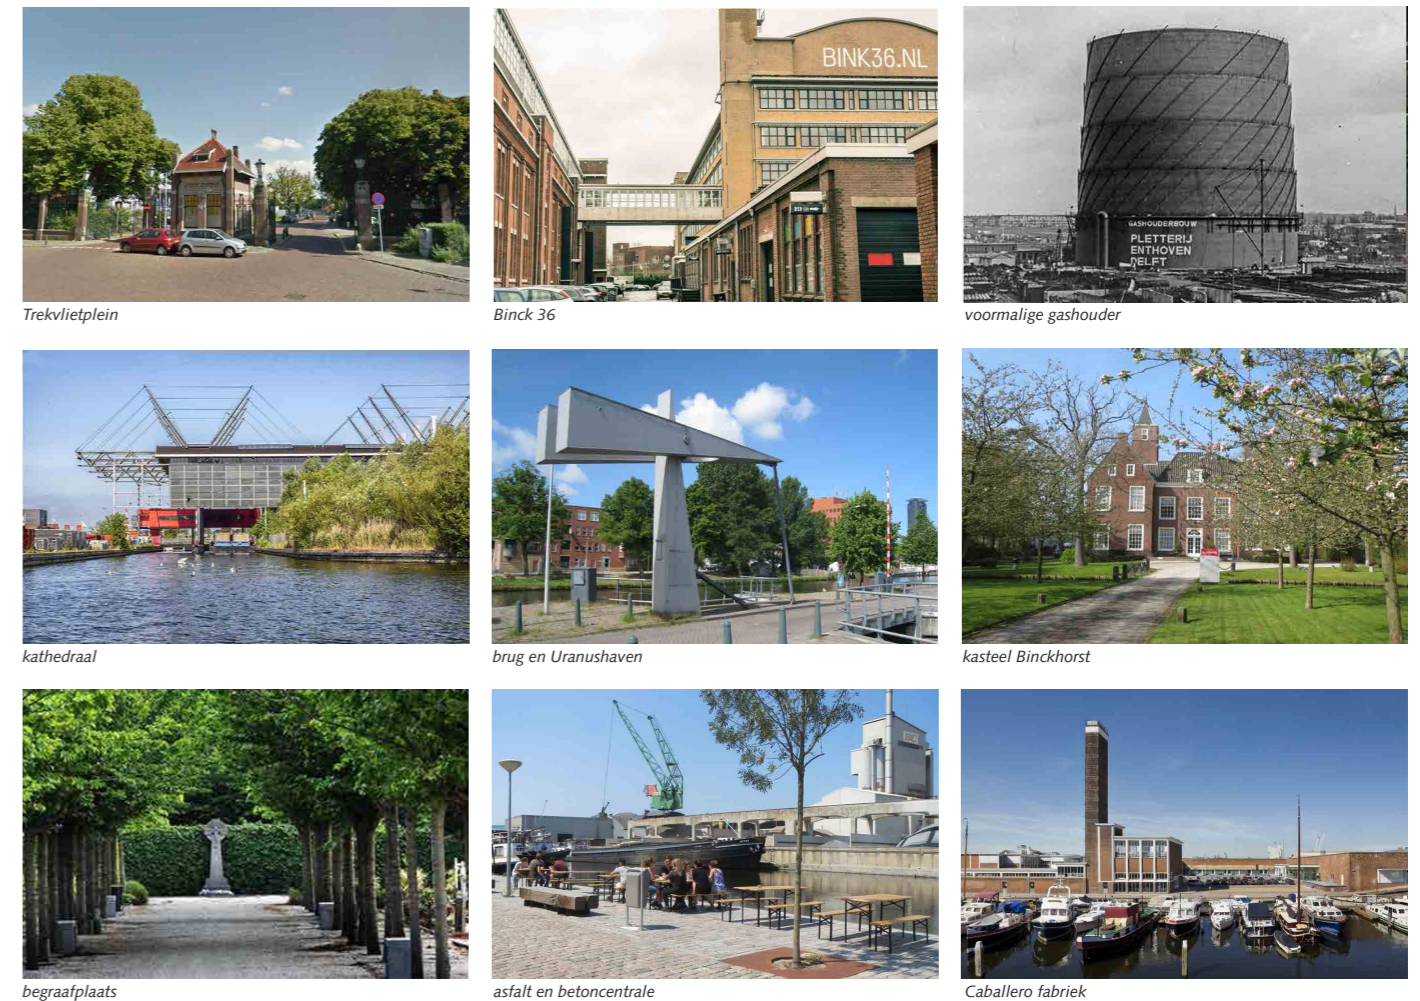 BINK36.NL
GASHOUDERBOUW
PLETTERIJ
ENTHOVEN
DELFT
Trekvlietplein
Binck 36
voormalige gashouder
kathedraal
brug en Uranushaven
kasteel Binckhorst
begraafplaats
asfalt en betoncentrale
Caballero fabriek